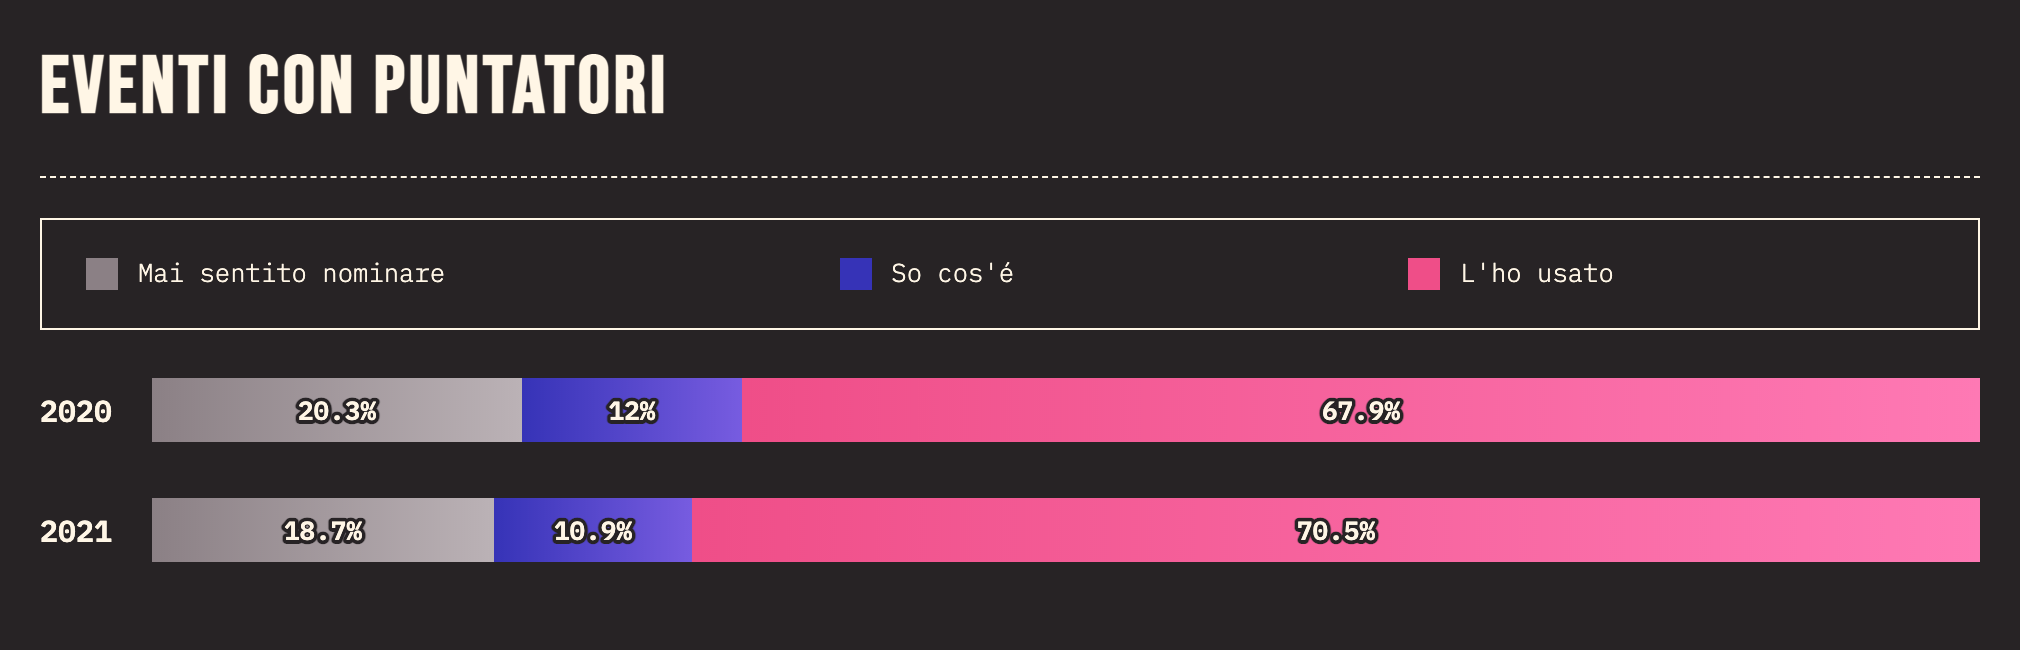 EVENTI CON PUNTATORI
Mai sentito nominare
So cos'é
L'ho usato
2020 20.3% 12% 67.9%
2021 18.7% 10.9% 70.5%